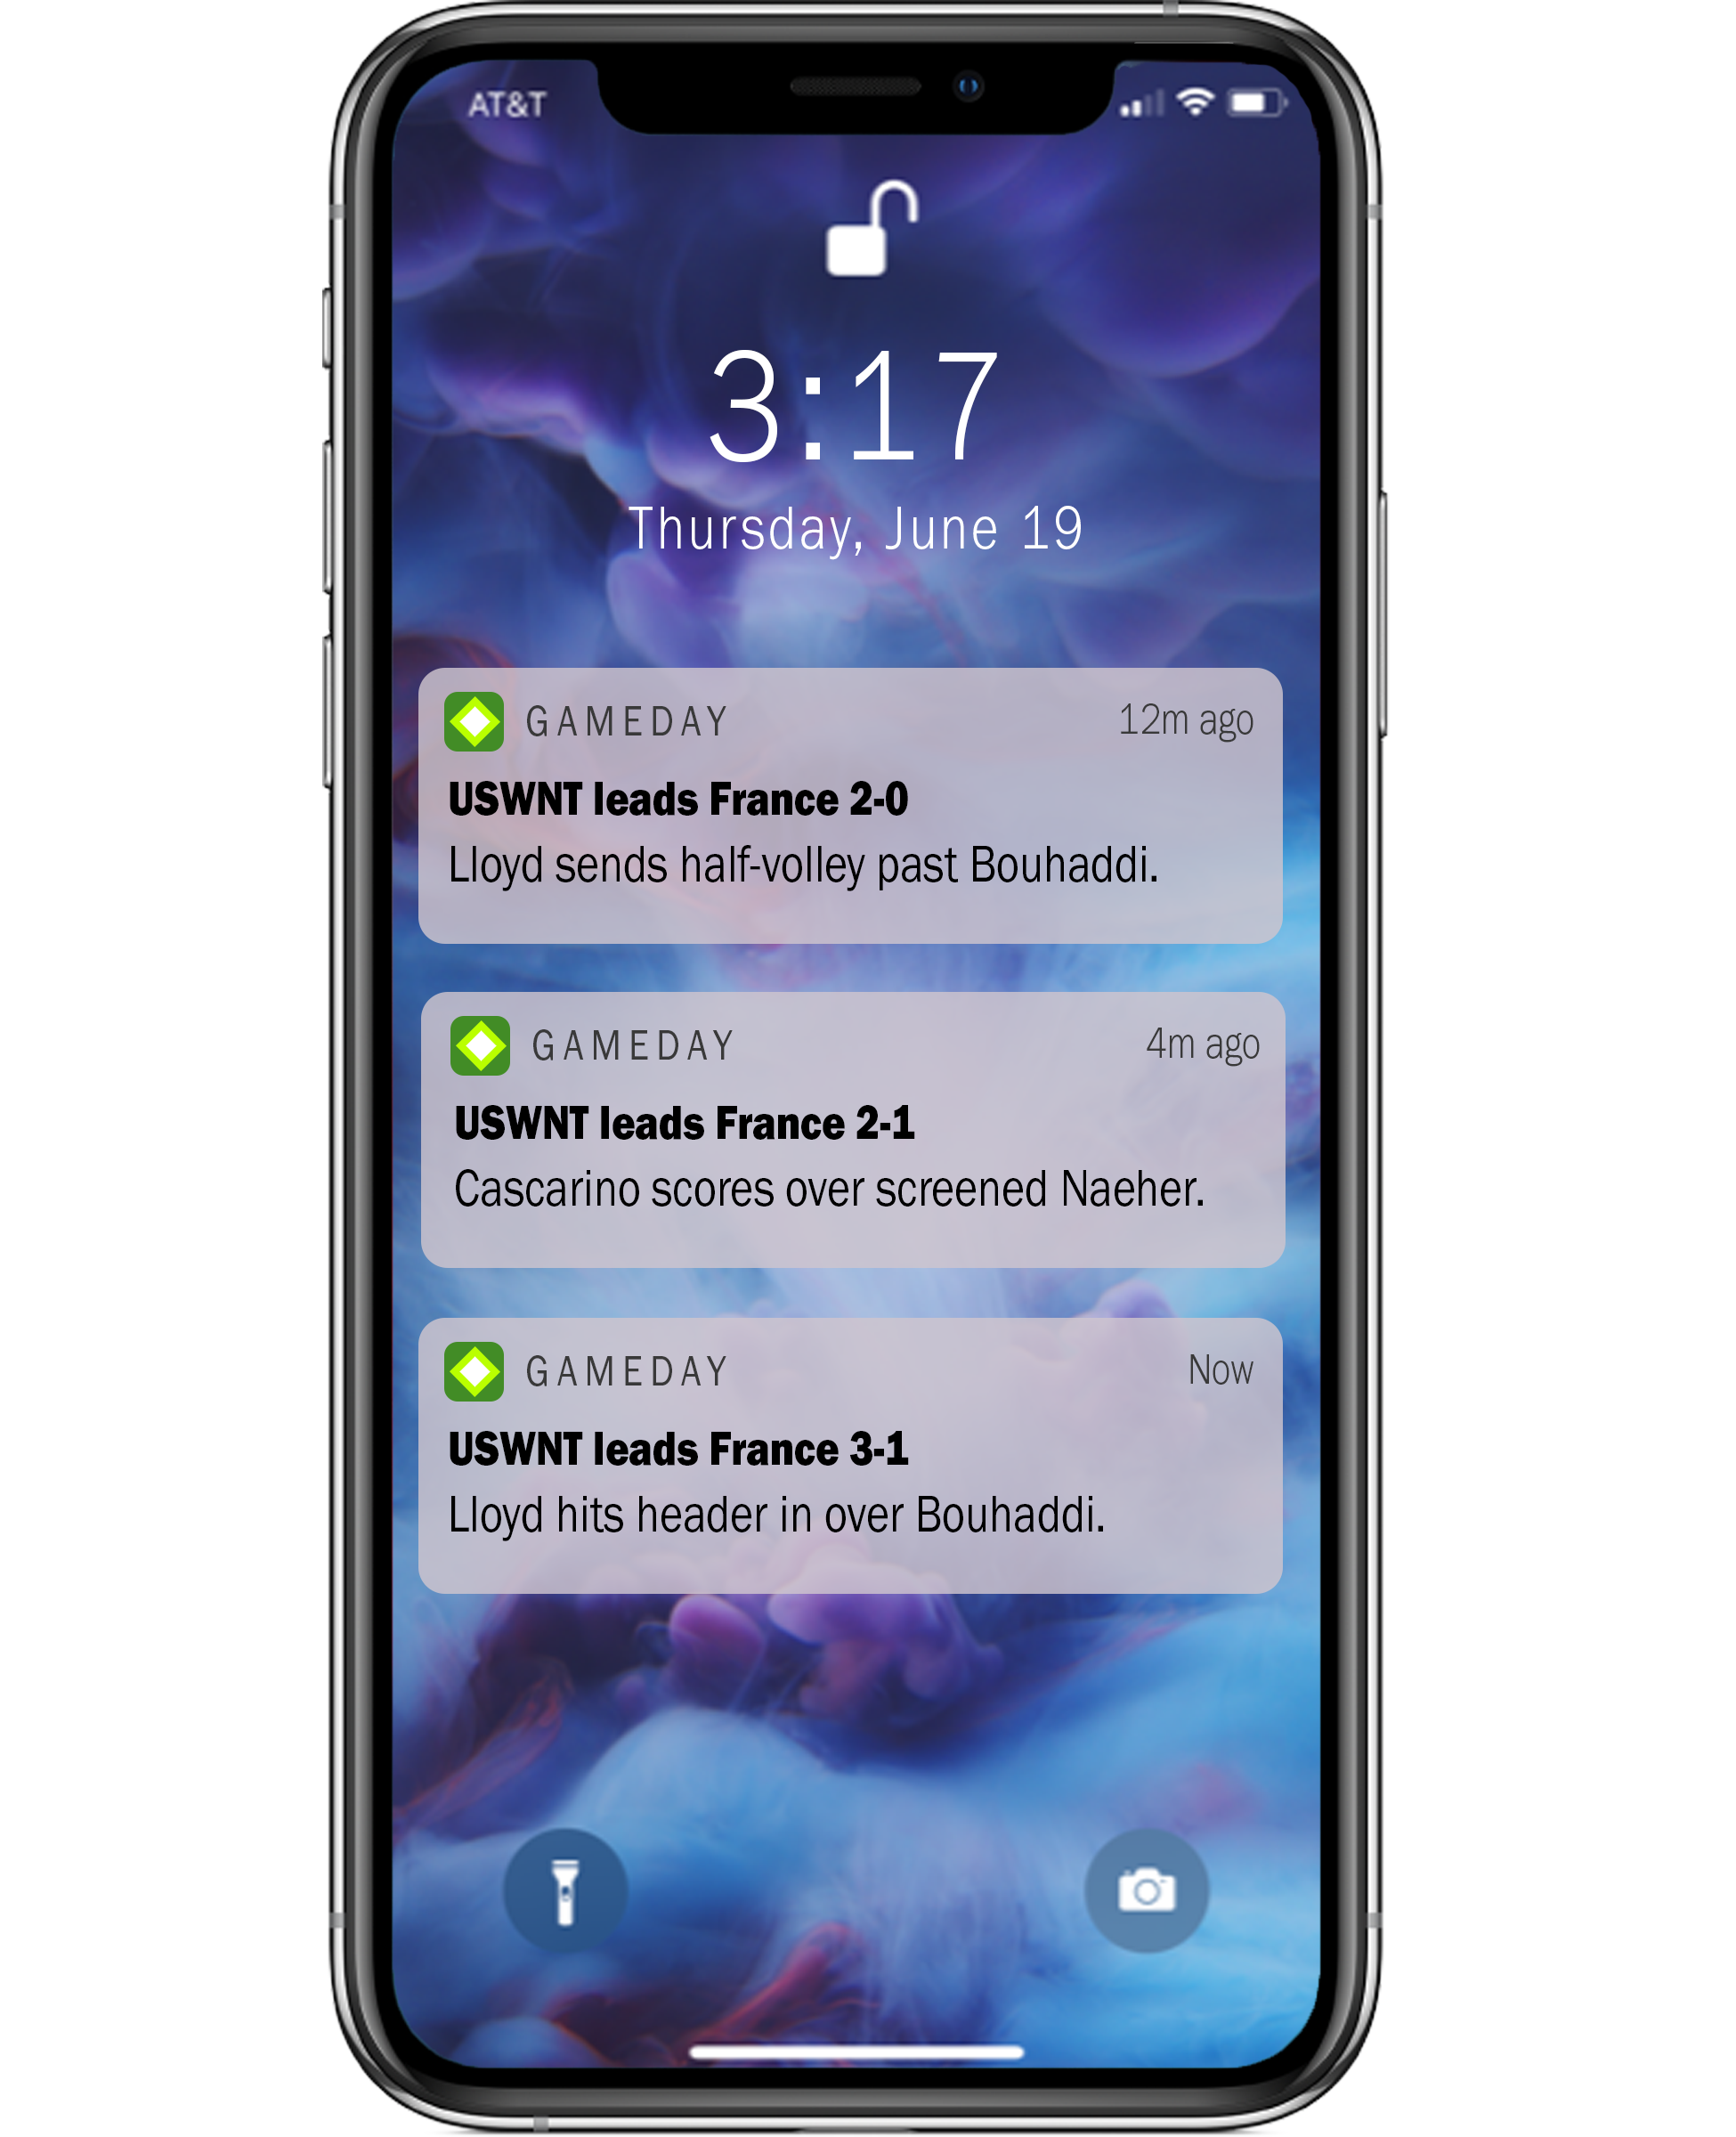 AT&T
3:17
Thursday, June 19
GAMEDAY 12m ago
USWNT leads France 2-0
Lloyd sends half-volley past Bouhaddi.
GAMEDAY 4m ago
USWNT leads France 2-1
Cascarino scores over screened Naeher.
GAMEDAY Now
USWNT leads France 3-1
Lloyd hits header in over Bouhaddi.